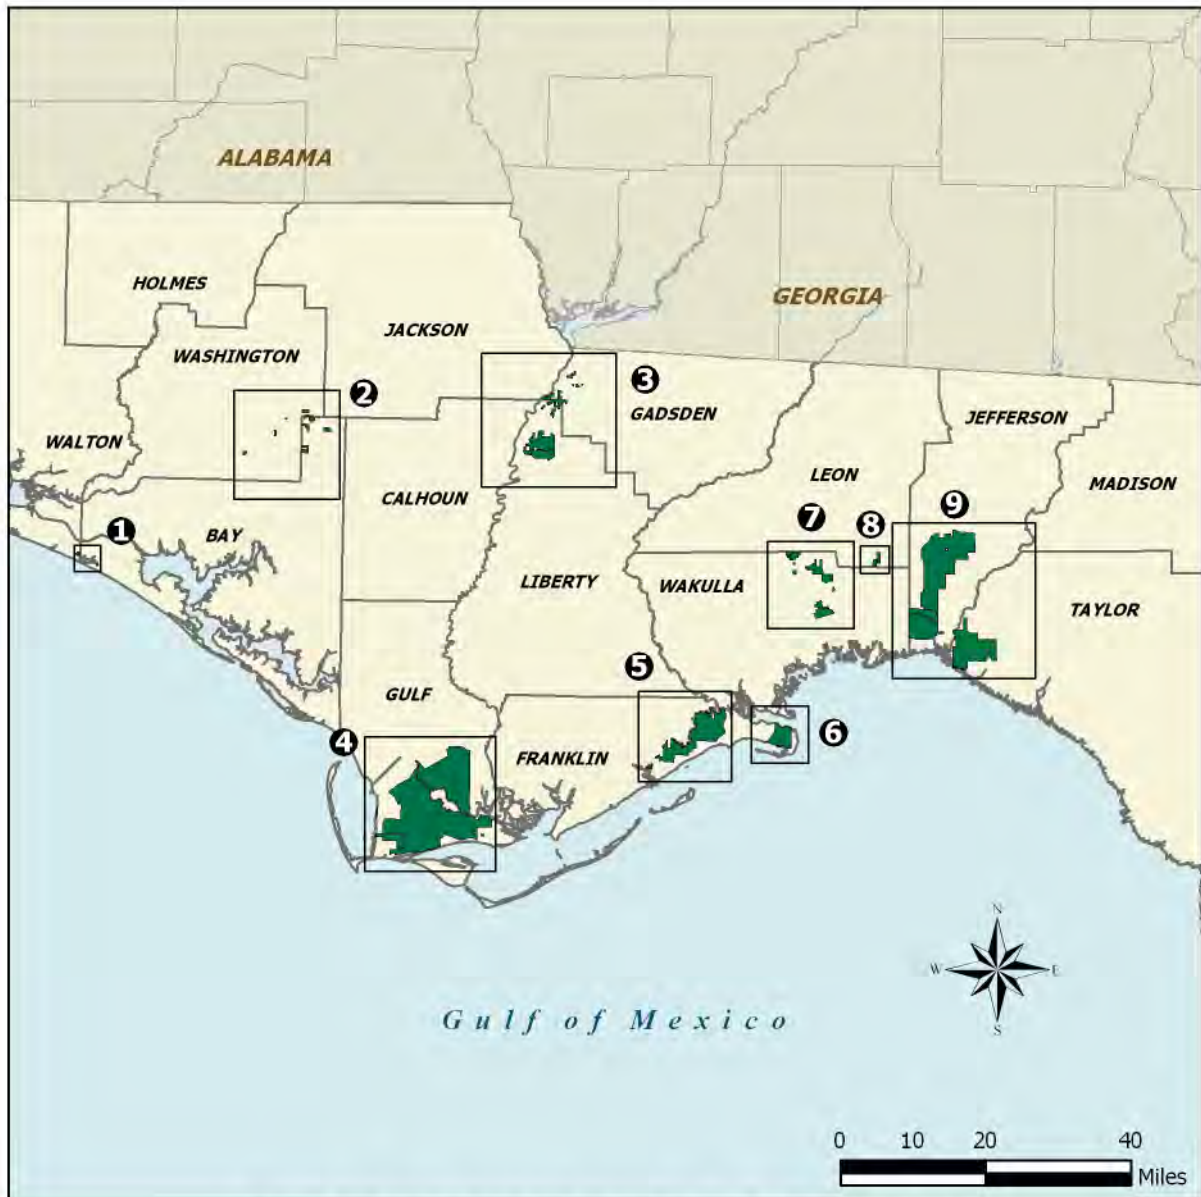 ALABAMA
HOLMES
GEORGIA
JACKSON
WASHINGTON
3
2
GADSDEN
JEFFERSON
WALTON
LEON
MADISON
CALHOUN
1
BAY
7
8
9
LIBERTY
WAKULLA
TAYLOR
5
GULF
6
4
FRANKLIN
N
W
E
S
Gulf of Mexico
0 10 20 40
Miles